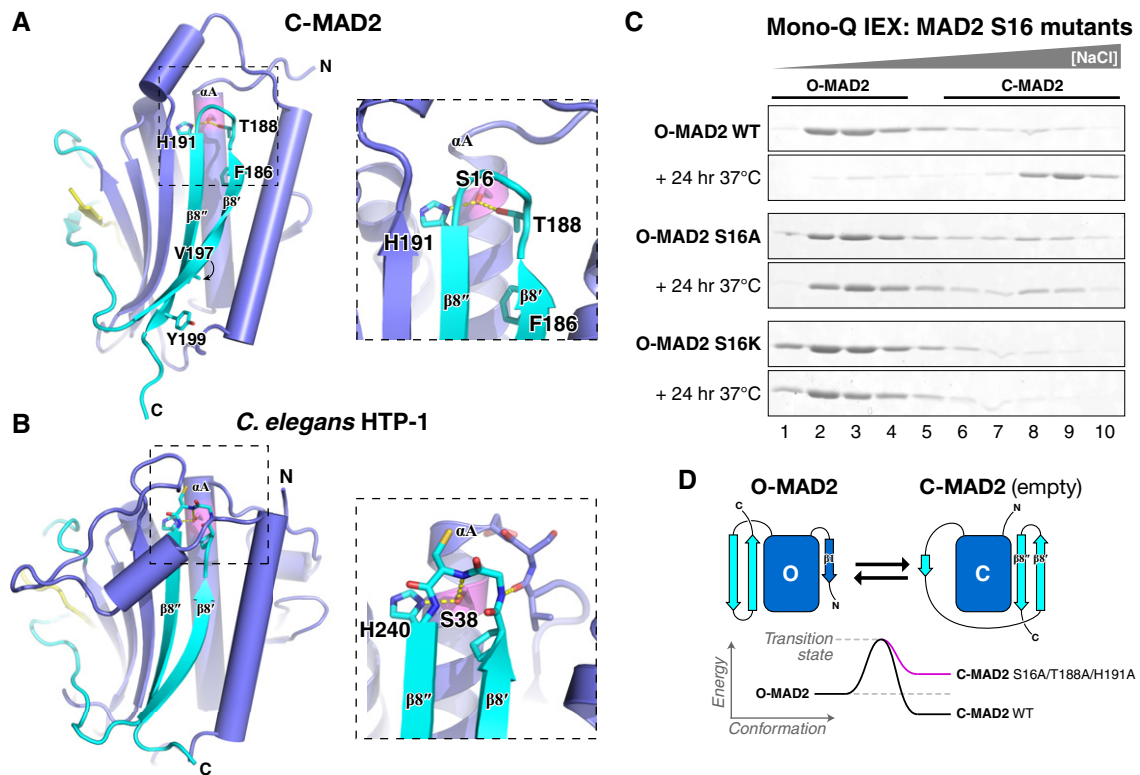 A
C-MAD2
N
αA
H191
T188
F186
β8″
β8′
V197
Y199
C
αA
S16
H191
T188
β8″
β8′
F186
B
C. elegans HTP-1
N
αA
β8″
β8′
C
αA
S38
H240
β8″
β8′
C
Mono-Q IEX: MAD2 S16 mutants
[NaCl]
O-MAD2
C-MAD2
O-MAD2 WT
+ 24 hr 37°C
O-MAD2 S16A
+ 24 hr 37°C
O-MAD2 S16K
+ 24 hr 37°C
1 2 3 4 5 6 7 8 9 10
D
O-MAD2
C-MAD2 (empty)
C
O
β1
N
N
C
β8″
β8′
C
Energy
Transition
state
O-MAD2
C-MAD2 S16A/T188A/H191A
C-MAD2 WT
Conformation